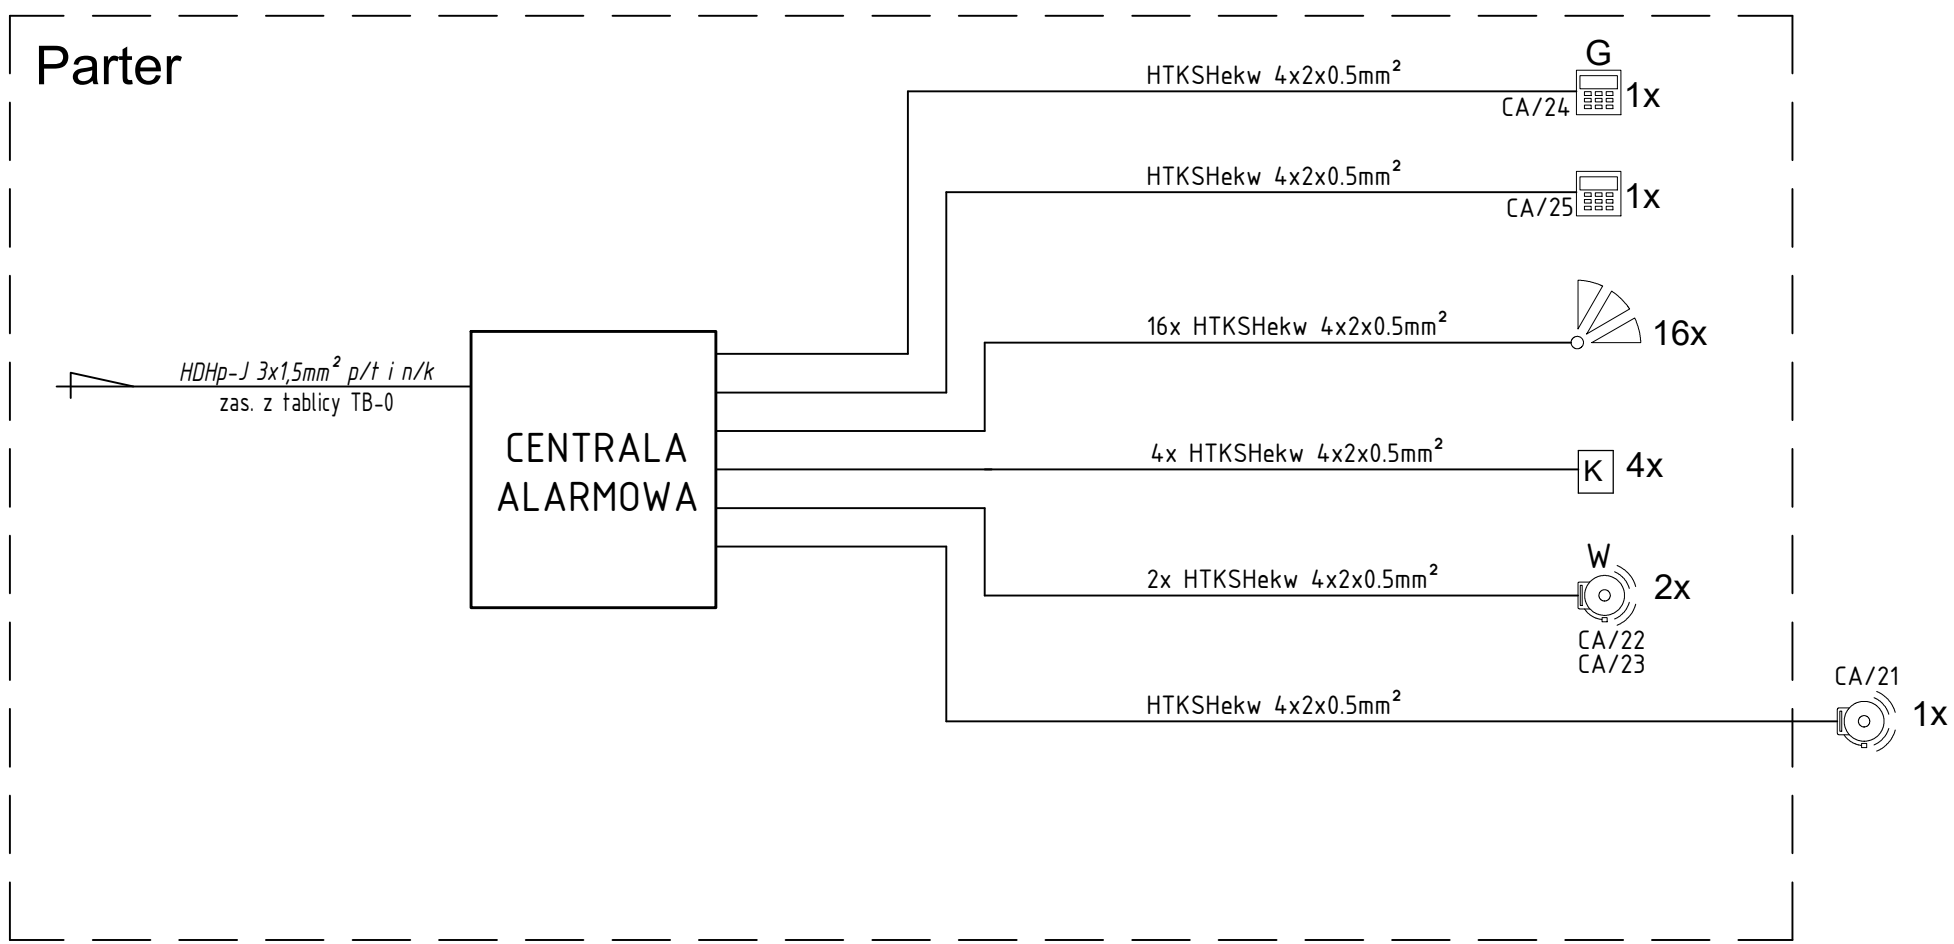 Parter
HTKSHekw 4x2x0.5mm²
G
CA/24
1x
HTKSHekw 4x2x0.5mm²
CA/25
1x
16x HTKSHekw 4x2x0.5mm²
16x
HDHp-J 3x1,5mm² p/t i n/k
zas. z tablicy TB-0
CENTRALA
ALARMOWA
4x HTKSHekw 4x2x0.5mm²
K
4x
2x HTKSHekw 4x2x0.5mm²
W
2x
CA/22
CA/23
HTKSHekw 4x2x0.5mm²
CA/21
1x